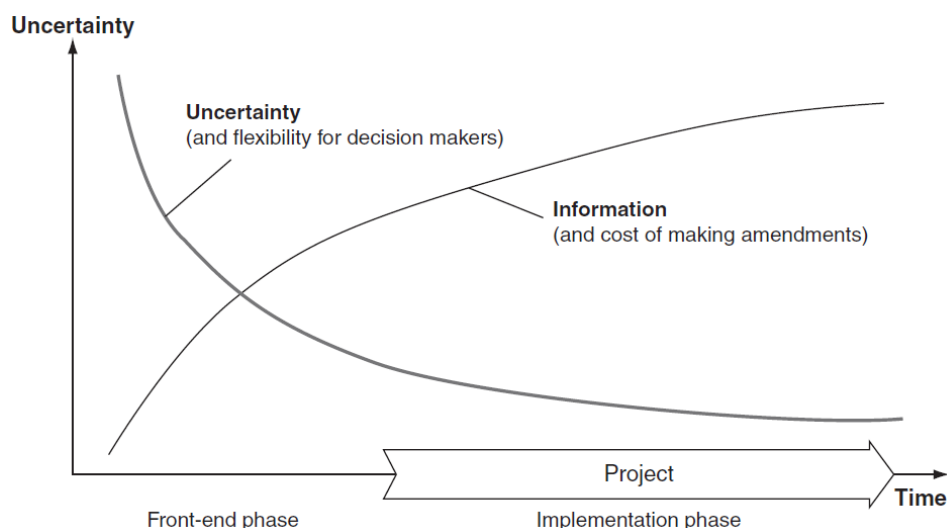 Uncertainty
Uncertainty
(and flexibility for decision makers)
Information
(and cost of making amendments)
Project
Time
Front-end phase
Implementation phase